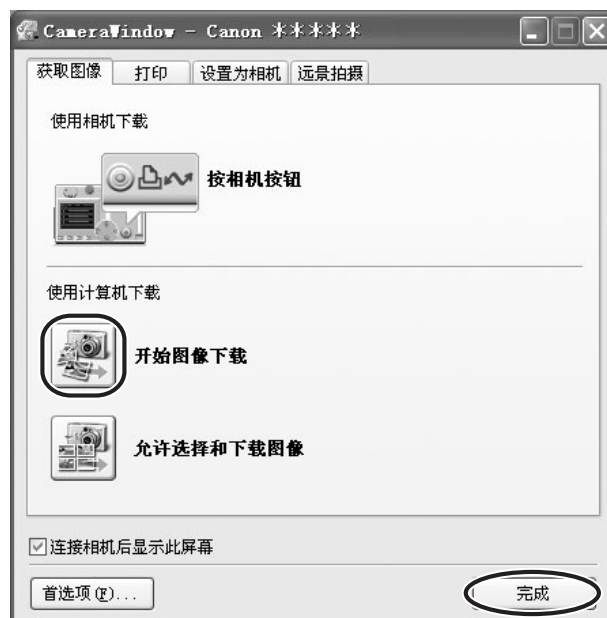 CameraWindow - Canon *****
获取图像 打印 设置为相机 远景拍摄
使用相机下载
按相机按钮
使用计算机下载
开始图像下载
允许选择和下载图像
连接相机后显示此屏幕
首选项(F)... 完成